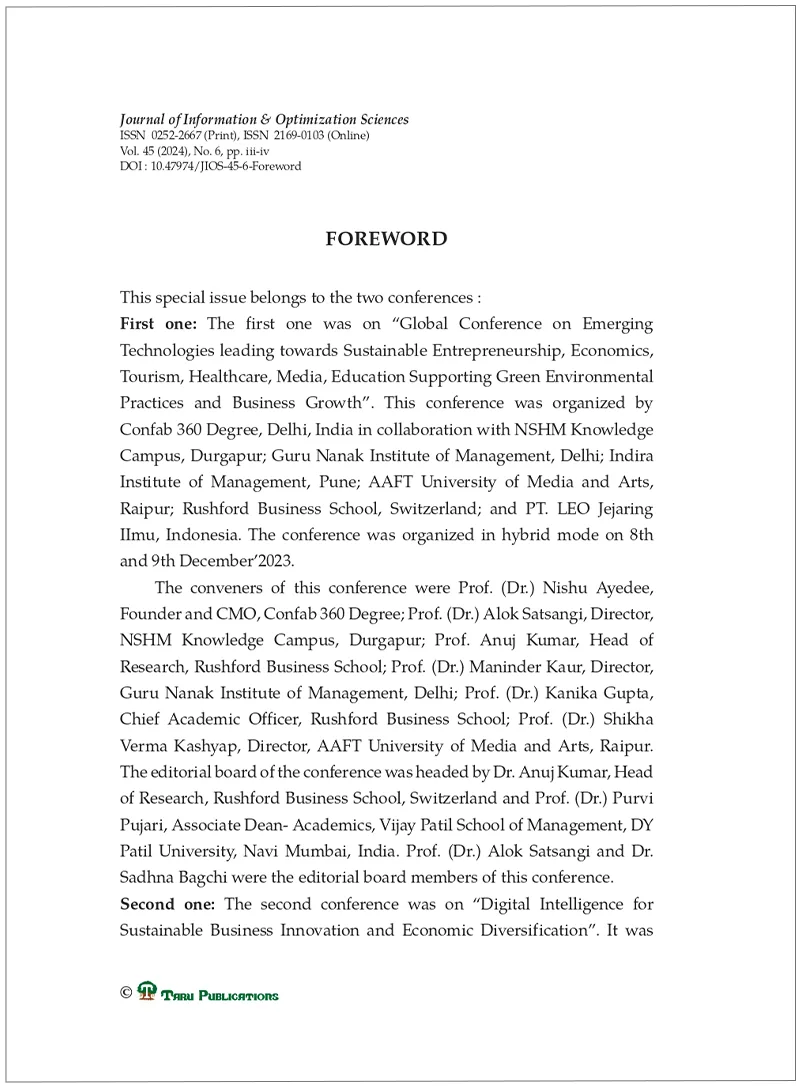 Journal of Information & Optimization Sciences
ISSN 0252-2667 (Print), ISSN 2169-0103 (Online)
Vol. 45 (2024), No. 6, pp. iii-iv
DOI : 10.47974/JIOS-45-6-Foreword
FOREWORD
This special issue belongs to the two conferences :
First one: The first one was on “Global Conference on Emerging
Technologies leading towards Sustainable Entrepreneurship, Economics,
Tourism, Healthcare, Media, Education Supporting Green Environmental
Practices and Business Growth”. This conference was organized by
Confab 360 Degree, Delhi, India in collaboration with NSHM Knowledge
Campus, Durgapur; Guru Nanak Institute of Management, Delhi; Indira
Institute of Management, Pune; AAFT University of Media and Arts,
Raipur; Rushford Business School, Switzerland; and PT. LEO Jejaring
IImu, Indonesia. The conference was organized in hybrid mode on 8th
and 9th December’2023.
The conveners of this conference were Prof. (Dr.) Nishu Ayedee,
Founder and CMO, Confab 360 Degree; Prof. (Dr.) Alok Satsangi, Director,
NSHM Knowledge Campus, Durgapur; Prof. Anuj Kumar, Head of
Research, Rushford Business School; Prof. (Dr.) Maninder Kaur, Director,
Guru Nanak Institute of Management, Delhi; Prof. (Dr.) Kanika Gupta,
Chief Academic Officer, Rushford Business School; Prof. (Dr.) Shikha
Verma Kashyap, Director, AAFT University of Media and Arts, Raipur.
The editorial board of the conference was headed by Dr. Anuj Kumar, Head
of Research, Rushford Business School, Switzerland and Prof. (Dr.) Purvi
Pujari, Associate Dean- Academics, Vijay Patil School of Management, DY
Patil University, Navi Mumbai, India. Prof. (Dr.) Alok Satsangi and Dr.
Sadhna Bagchi were the editorial board members of this conference.
Second one: The second conference was on “Digital Intelligence for
Sustainable Business Innovation and Economic Diversification”. It was
© Taru Publications